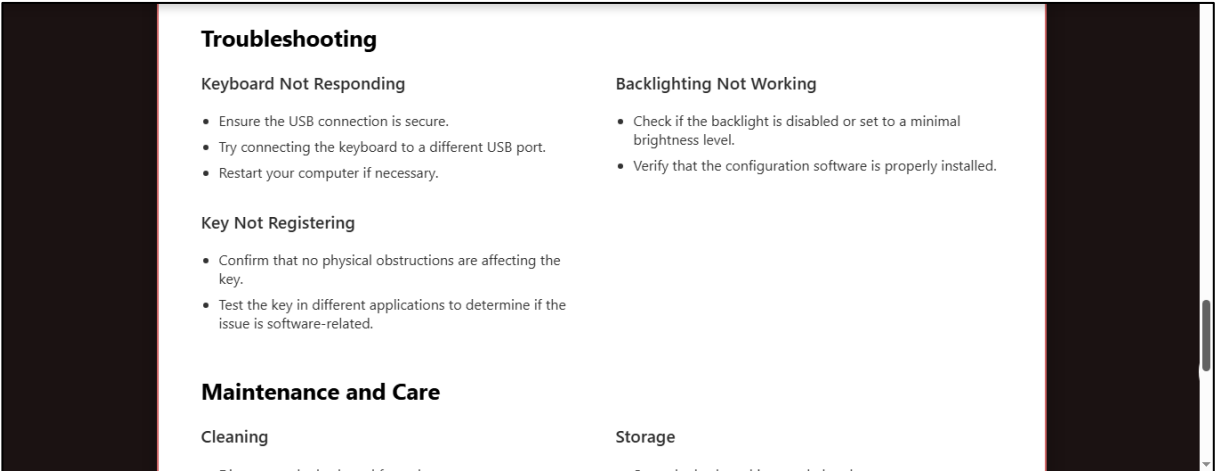 Troubleshooting
Keyboard Not Responding
Ensure the USB connection is secure.
Try connecting the keyboard to a different USB port.
Restart your computer if necessary.
Backlighting Not Working
Check if the backlight is disabled or set to a minimal
brightness level.
Verify that the configuration software is properly installed.
Key Not Registering
Confirm that no physical obstructions are affecting the
key.
Test the key in different applications to determine if the
issue is software-related.
Maintenance and Care
Cleaning
Storage